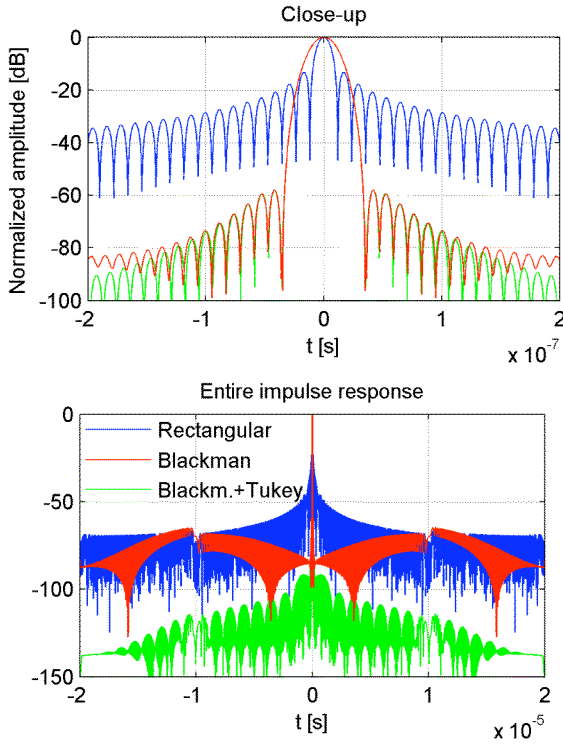 Close-up
Normalized amplitude [dB]
0
-20
-40
-60
-80
-100
-2 -1 0 1 2
t [s]
x 10^-7
Entire impulse response
0
-50
-100
-150
Rectangular
Blackman
Blackm.+Tukey
-2 -1 0 1 2
t [s]
x 10^-5